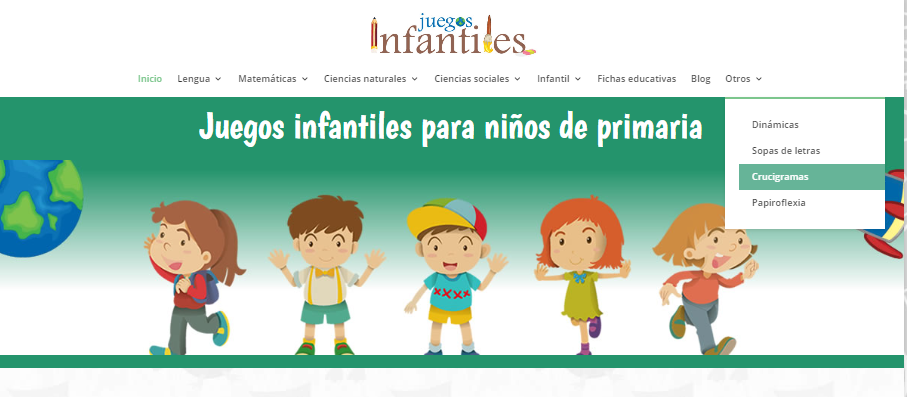 juegos
Infantiles
Inicio Lengua Matemáticas Ciencias naturales Ciencias sociales Infantil Fichas educativas Blog Otros
Juegos infantiles para niños de primaria
Dinámicas
Sopas de letras
Crucigramas
Papiroflexia